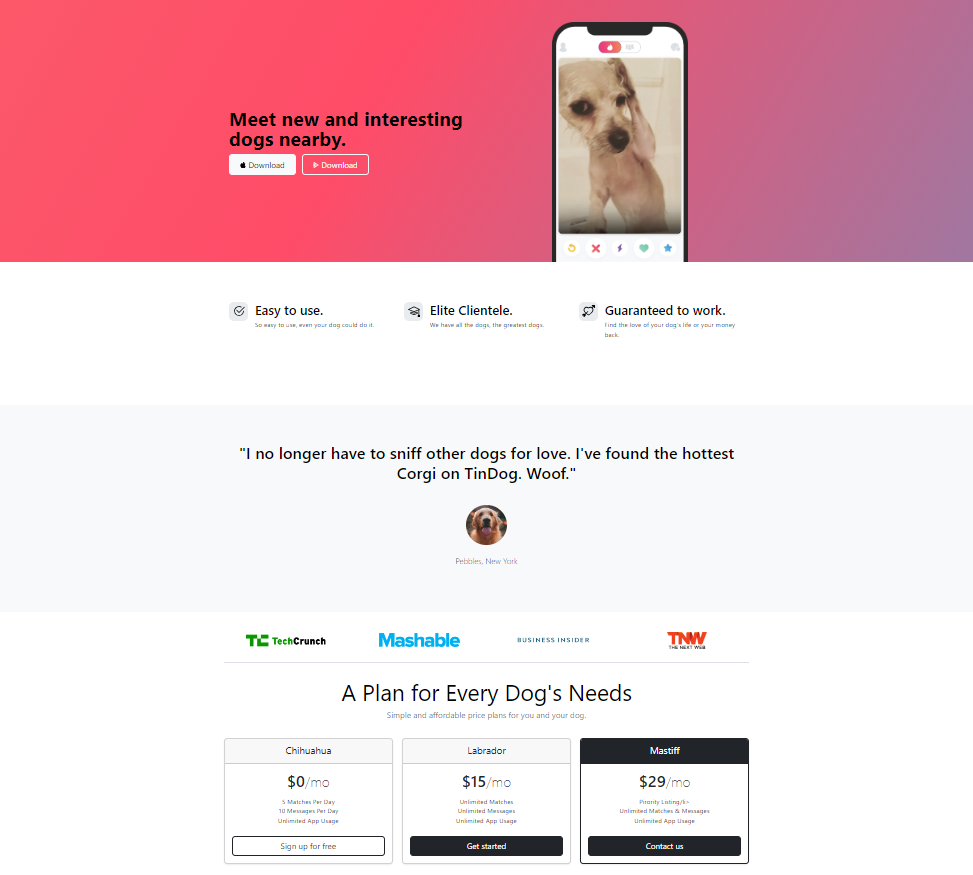 Meet new and interesting
dogs nearby.
Download
Download
Easy to use.
So easy to use, even your dog could do it.
Elite Clientele.
We have all the dogs, the greatest dogs.
Guaranteed to work.
Find the love of your dog's life or your money
back.
"I no longer have to sniff other dogs for love. I've found the hottest
Corgi on TinDog. Woof."
Pebbles, New York
TC TechCrunch
Mashable
BUSINESS INSIDER
TNW
THE NEXT WEB
A Plan for Every Dog's Needs
Simple and affordable price plans for you and your dog.
Chihuahua
$0/mo
5 Matches Per Day
10 Messages Per Day
Unlimited App Usage
Sign up for free
Labrador
$15/mo
Unlimited Matches
Unlimited Messages
Unlimited App Usage
Get started
Mastiff
$29/mo
Pirority Listing/li>
Unlimited Matches & Messages
Unlimited App Usage
Contact us